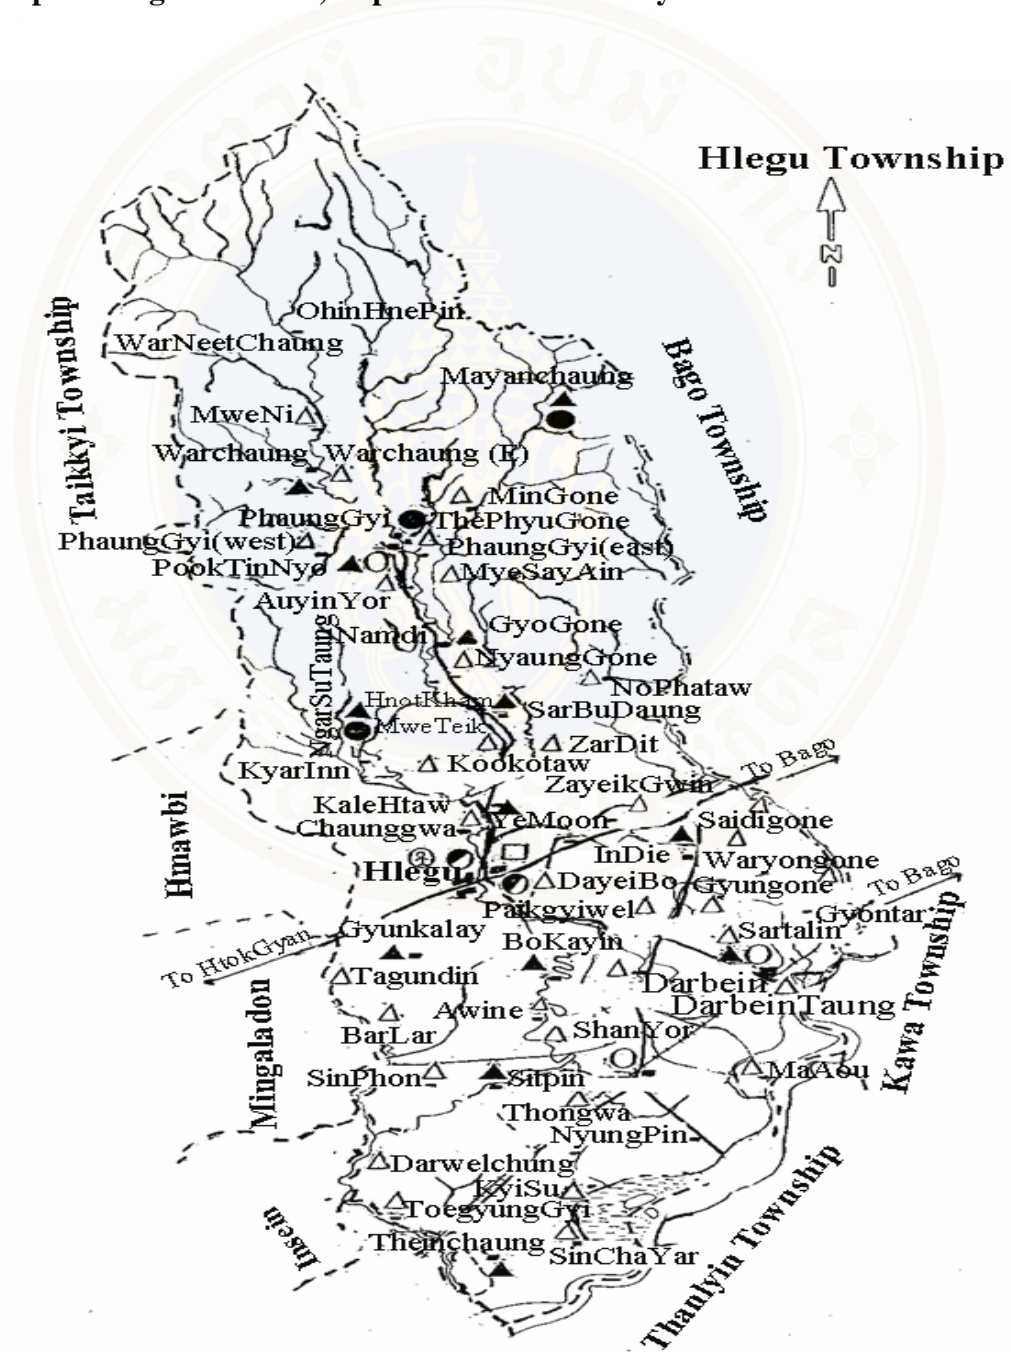 Hlegu Township
N
OhinHnePin
WarNeetChaung
Taikkyi Township
Bago Township
Mayanchaung
MweNi
Warchaung
Warchaung (E)
MinGone
PhaungGyi
ThePhyuGone
PhaungGyi(west)
PhaungGyi(east)
PookTinNyo
MyeSayAin
AuyinYor
Namdi
GyoGone
NyaungGone
NgarSuTaung
NoPhataw
HnotKham
SarBuDaung
MweTeik
ZarDit
KyarInn
Kookotaw
To Bago
ZayeikGwin
KaleHtaw
Hmawbi
YeMoon
Saidigone
Chaunggwa
InDie
Waryongone
Hlegu
DayeiBo
Gyungone
To Bago
Paikgyiwel
Gyontar
Gyunkalay
BoKayin
Sartalin
To HtokGyan
Tagundin
Darbein
Awine
DarbeinTaung
Kawa Township
BarLar
ShanYor
Mingaladon
SinPhon
Sitpin
MaAou
Thongwa
NyungPin
Darwelchung
KyiSu
ToegyungGyi
Insein
Theinchaung
SinChaYar
Thanlyin Township